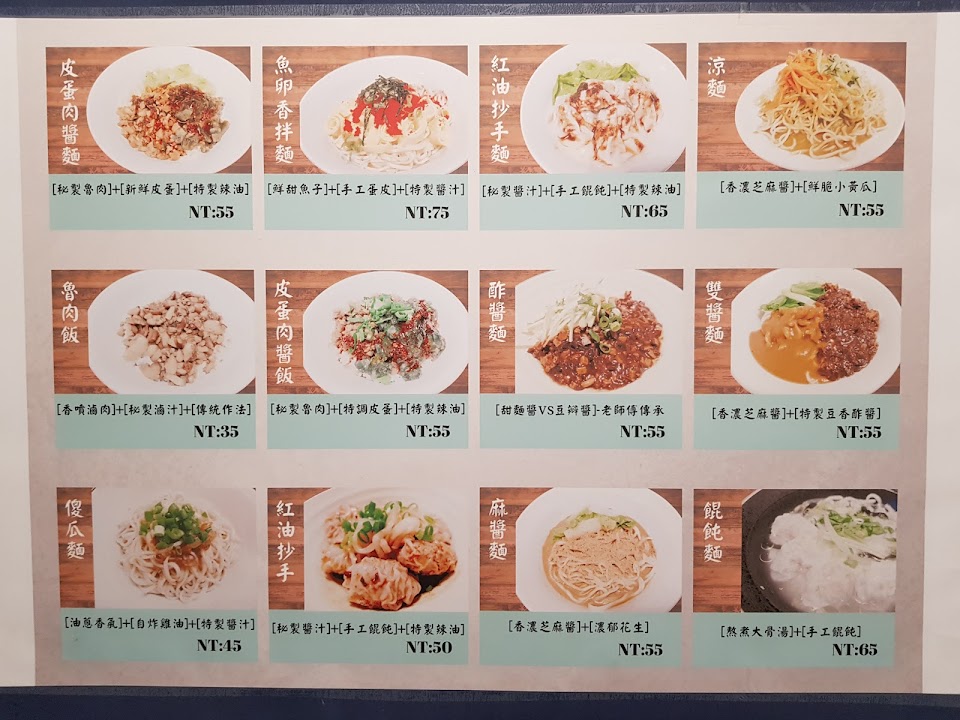 皮蛋肉醬麵
[秘製魯肉]+[新鮮皮蛋]+[特製辣油]
NT:55
魚卵香拌麵
[鮮甜魚子]+[手工蛋皮]+[特製醬汁]
NT:75
紅油抄手麵
[秘製醬汁]+[手工餛飩]+[特製辣油]
NT:65
涼麵
[香濃芝麻醬]+[鮮脆小黃瓜]
NT:55
魯肉飯
[香噴滷肉]+[秘製滷汁]+[傳統作法]
NT:35
皮蛋肉醬飯
[秘製魯肉]+[特調皮蛋]+[特製辣油]
NT:55
酢醬麵
[甜麵醬VS豆辨醬]-老師傅傳承
NT:55
雙醬麵
[香濃芝麻醬]+[特製豆香酢醬]
NT:55
傻瓜麵
[油蔥香氣]+[自炸雞油]+[特製醬汁]
NT:45
紅油抄手
[秘製醬汁]+[手工餛飩]+[特製辣油]
NT:50
麻醬麵
[香濃芝麻醬]+[濃郁花生]
NT:55
餛飩麵
[熬煮大骨湯]+[手工餛飩]
NT:65